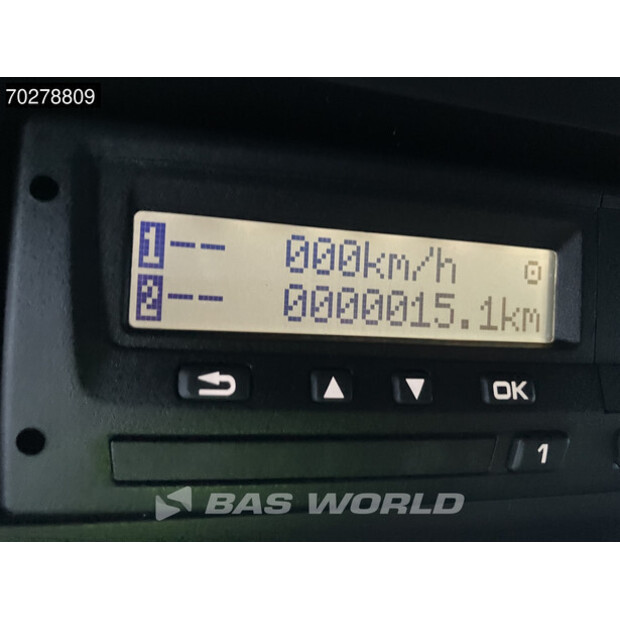 70278809
1-- 000km/h
2-- 0000015.1km
OK
1
BAS WORLD